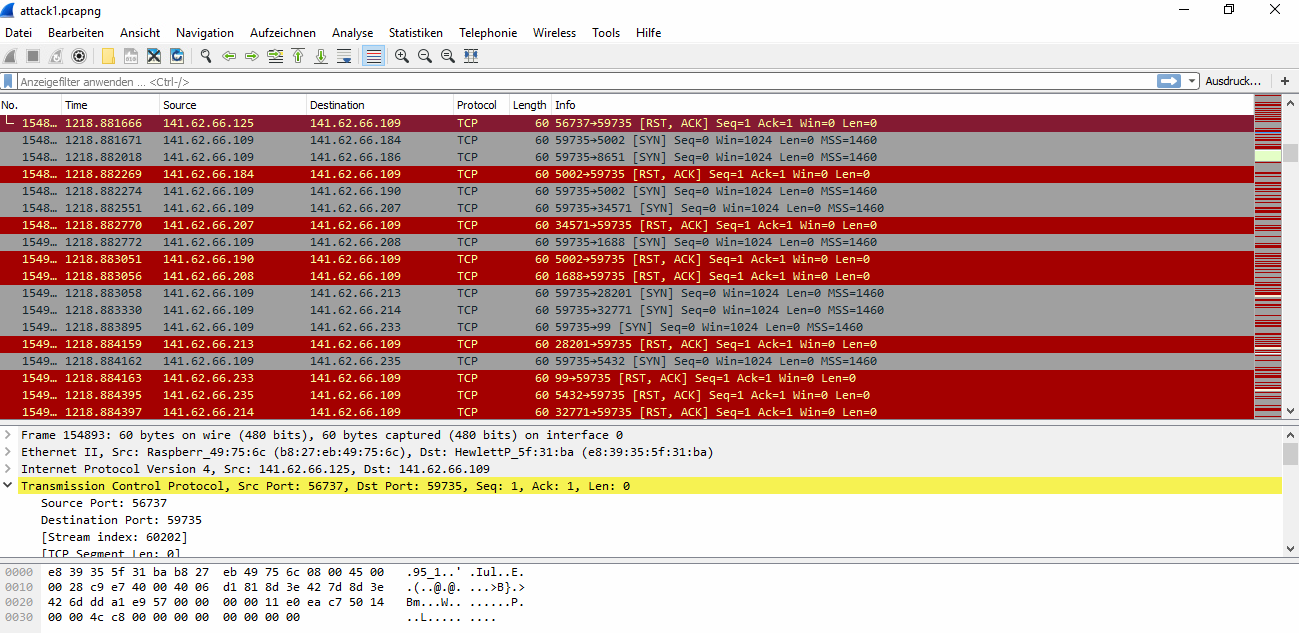 attack1.pcapng
Datei Bearbeiten Ansicht Navigation Aufzeichnen Analyse Statistiken Telephonie Wireless Tools Hilfe
Anzeigefilter anwenden ... <Ctrl-/> Ausdruck... +
No. Time Source Destination Protocol Length Info
1548... 1218.881666 141.62.66.125 141.62.66.109 TCP 60 56737→59735 [RST, ACK] Seq=1 Ack=1 Win=0 Len=0
1548... 1218.881671 141.62.66.109 141.62.66.184 TCP 60 59735→5002 [SYN] Seq=0 Win=1024 Len=0 MSS=1460
1548... 1218.882018 141.62.66.109 141.62.66.186 TCP 60 59735→8651 [SYN] Seq=0 Win=1024 Len=0 MSS=1460
1548... 1218.882269 141.62.66.184 141.62.66.109 TCP 60 5002→59735 [RST, ACK] Seq=1 Ack=1 Win=0 Len=0
1548... 1218.882274 141.62.66.109 141.62.66.190 TCP 60 59735→5002 [SYN] Seq=0 Win=1024 Len=0 MSS=1460
1548... 1218.882551 141.62.66.109 141.62.66.207 TCP 60 59735→34571 [SYN] Seq=0 Win=1024 Len=0 MSS=1460
1548... 1218.882770 141.62.66.207 141.62.66.109 TCP 60 34571→59735 [RST, ACK] Seq=1 Ack=1 Win=0 Len=0
1549... 1218.882772 141.62.66.109 141.62.66.208 TCP 60 59735→1688 [SYN] Seq=0 Win=1024 Len=0 MSS=1460
1549... 1218.883051 141.62.66.190 141.62.66.109 TCP 60 5002→59735 [RST, ACK] Seq=1 Ack=1 Win=0 Len=0
1549... 1218.883056 141.62.66.208 141.62.66.109 TCP 60 1688→59735 [RST, ACK] Seq=1 Ack=1 Win=0 Len=0
1549... 1218.883058 141.62.66.109 141.62.66.213 TCP 60 59735→28201 [SYN] Seq=0 Win=1024 Len=0 MSS=1460
1549... 1218.883330 141.62.66.109 141.62.66.214 TCP 60 59735→32771 [SYN] Seq=0 Win=1024 Len=0 MSS=1460
1549... 1218.883895 141.62.66.109 141.62.66.233 TCP 60 59735→99 [SYN] Seq=0 Win=1024 Len=0 MSS=1460
1549... 1218.884159 141.62.66.213 141.62.66.109 TCP 60 28201→59735 [RST, ACK] Seq=1 Ack=1 Win=0 Len=0
1549... 1218.884162 141.62.66.109 141.62.66.235 TCP 60 59735→5432 [SYN] Seq=0 Win=1024 Len=0 MSS=1460
1549... 1218.884163 141.62.66.233 141.62.66.109 TCP 60 99→59735 [RST, ACK] Seq=1 Ack=1 Win=0 Len=0
1549... 1218.884395 141.62.66.235 141.62.66.109 TCP 60 5432→59735 [RST, ACK] Seq=1 Ack=1 Win=0 Len=0
1549... 1218.884397 141.62.66.214 141.62.66.109 TCP 60 32771→59735 [RST, ACK] Seq=1 Ack=1 Win=0 Len=0
Frame 154893: 60 bytes on wire (480 bits), 60 bytes captured (480 bits) on interface 0
Ethernet II, Src: Raspberr_49:75:6c (b8:27:eb:49:75:6c), Dst: HewlettP_5f:31:ba (e8:39:35:5f:31:ba)
Internet Protocol Version 4, Src: 141.62.66.125, Dst: 141.62.66.109
Transmission Control Protocol, Src Port: 56737, Dst Port: 59735, Seq: 1, Ack: 1, Len: 0
Source Port: 56737
Destination Port: 59735
[Stream index: 60202]
[TCP Segment Len: 0]
0000 e8 39 35 5f 31 ba b8 27 eb 49 75 6c 08 00 45 00 .95_1..' .Iul..E.
0010 00 28 c9 e7 40 00 40 06 d1 81 8d 3e 42 7d 8d 3e .(..@.@. ...>B}.>
0020 42 6d dd a1 e9 57 00 00 00 00 11 e0 ea c7 50 14 Bm...W.. ......P.
0030 00 00 4c c8 00 00 00 00 00 00 00 00 ..L..... ....